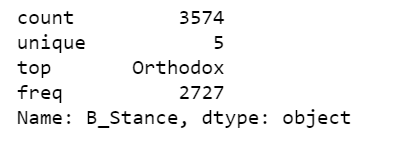 count 3574
unique 5
top Orthodox
freq 2727
Name: B_Stance, dtype: object